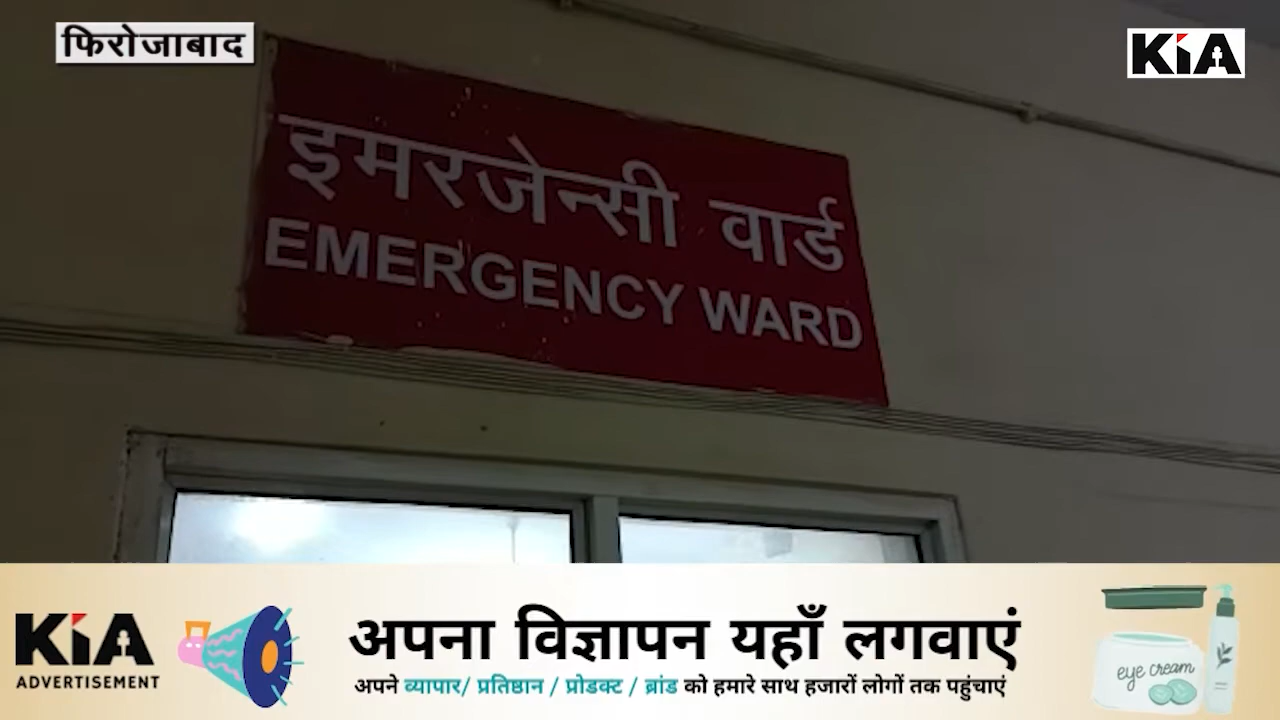 फिरोजाबाद
KiA
इमरजेन्सी वार्ड
EMERGENCY WARD
KiA
ADVERTISEMENT
अपना विज्ञापन यहाँ लगवाएं
अपने व्यापार/ प्रतिष्ठान / प्रोडक्ट / ब्रांड को हमारे साथ हजारों लोगों तक पहुंचाएं
eye cream